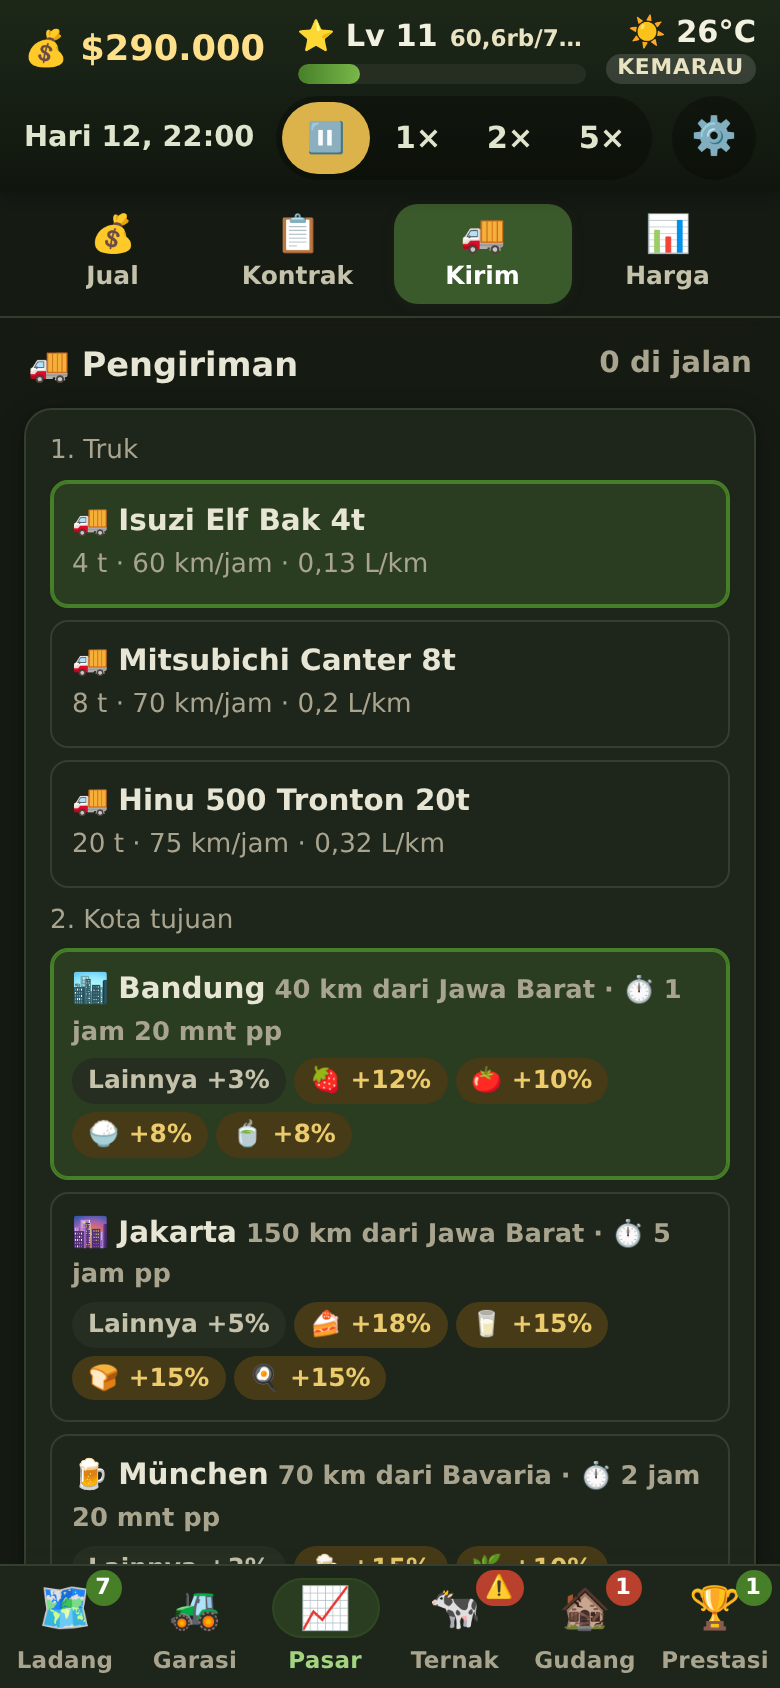 $290.000
Lv 11 60,6rb/7…
26°C
KEMARAU
Hari 12, 22:00
1× 2× 5×
Jual Kontrak Kirim Harga
Pengiriman
0 di jalan
1. Truk
Isuzi Elf Bak 4t
4 t · 60 km/jam · 0,13 L/km
Mitsubichi Canter 8t
8 t · 70 km/jam · 0,2 L/km
Hinu 500 Tronton 20t
20 t · 75 km/jam · 0,32 L/km
2. Kota tujuan
Bandung 40 km dari Jawa Barat · ⏱️ 1
jam 20 mnt pp
Lainnya +3% +12% +10%
+8% +8%
Jakarta 150 km dari Jawa Barat · ⏱️ 5
jam pp
Lainnya +5% +18% +15%
+15% +15%
München 70 km dari Bavaria · ⏱️ 2 jam
20 mnt pp
7 1 1
Ladang Garasi Pasar Ternak Gudang Prestasi